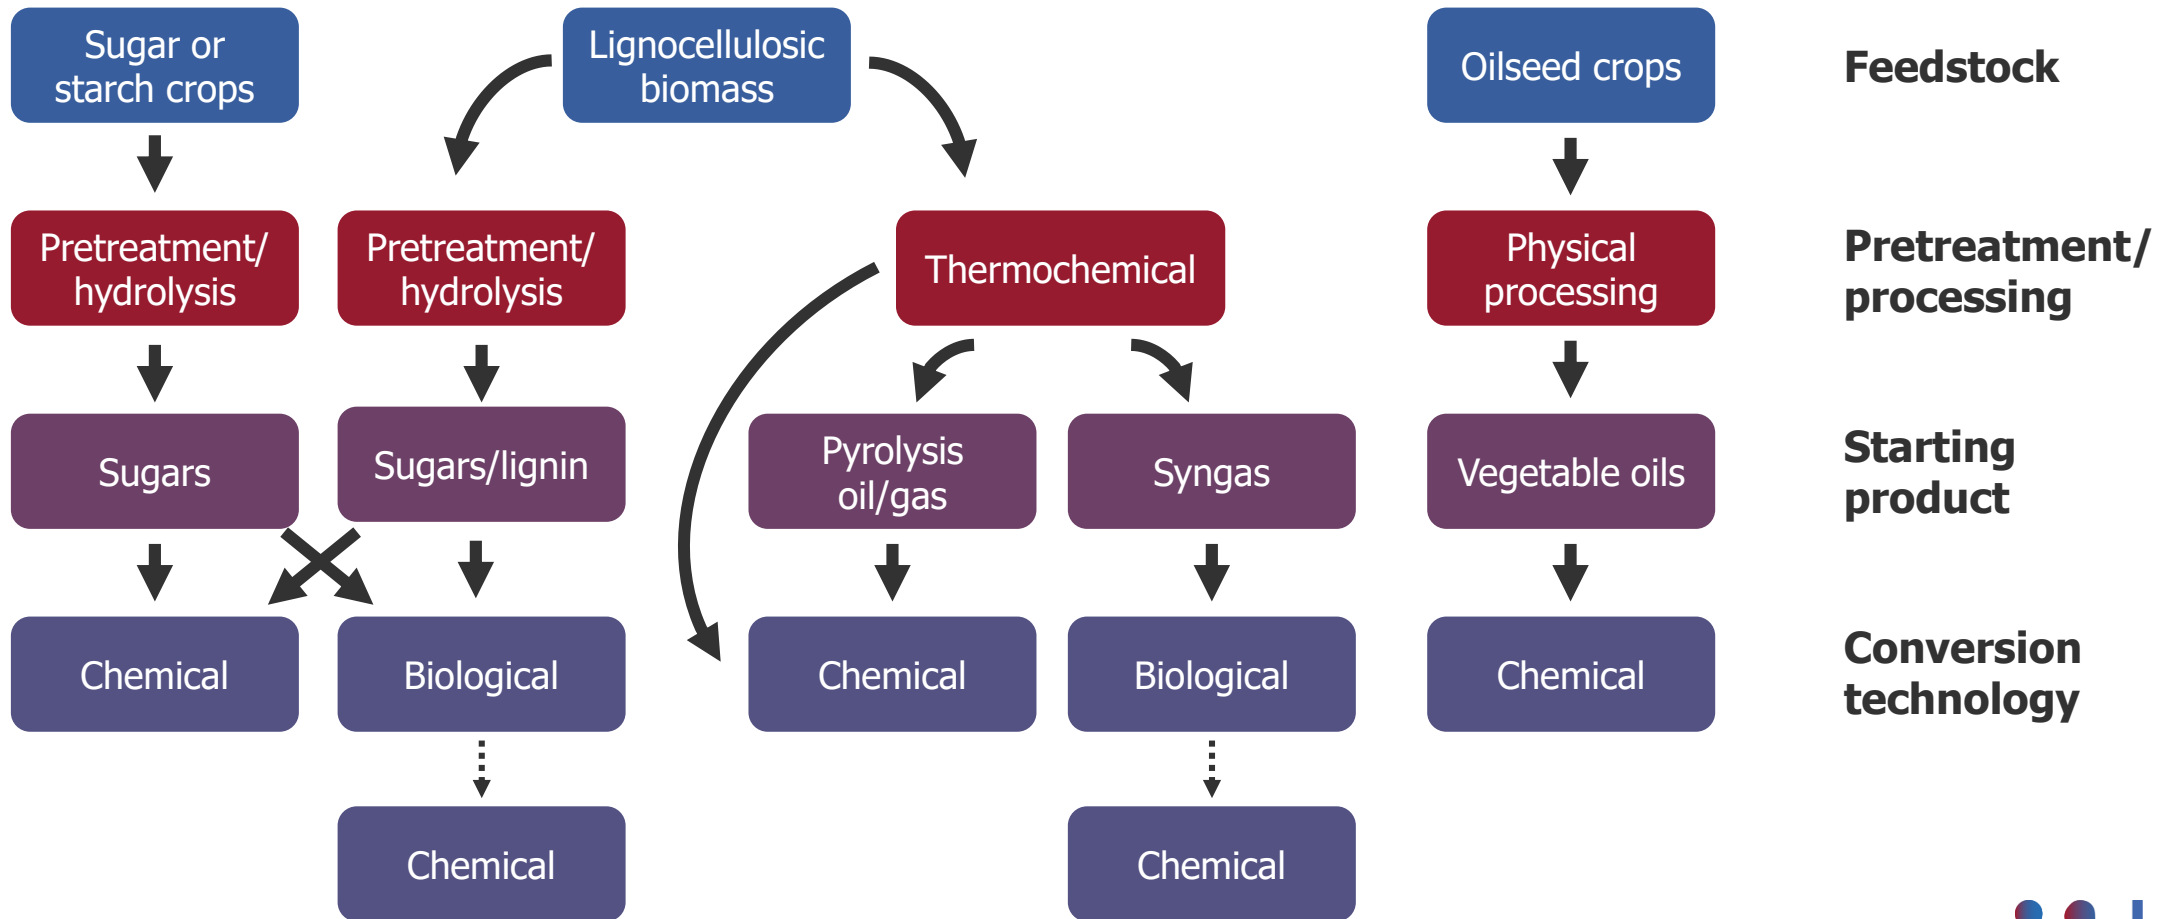 Sugar or
starch crops
Lignocellulosic
biomass
Oilseed crops
Feedstock
Pretreatment/
hydrolysis
Pretreatment/
hydrolysis
Thermochemical
Physical
processing
Pretreatment/
processing
Sugars
Sugars/lignin
Pyrolysis
oil/gas
Syngas
Vegetable oils
Starting
product
Chemical
Biological
Chemical
Biological
Chemical
Conversion
technology
Chemical
Chemical